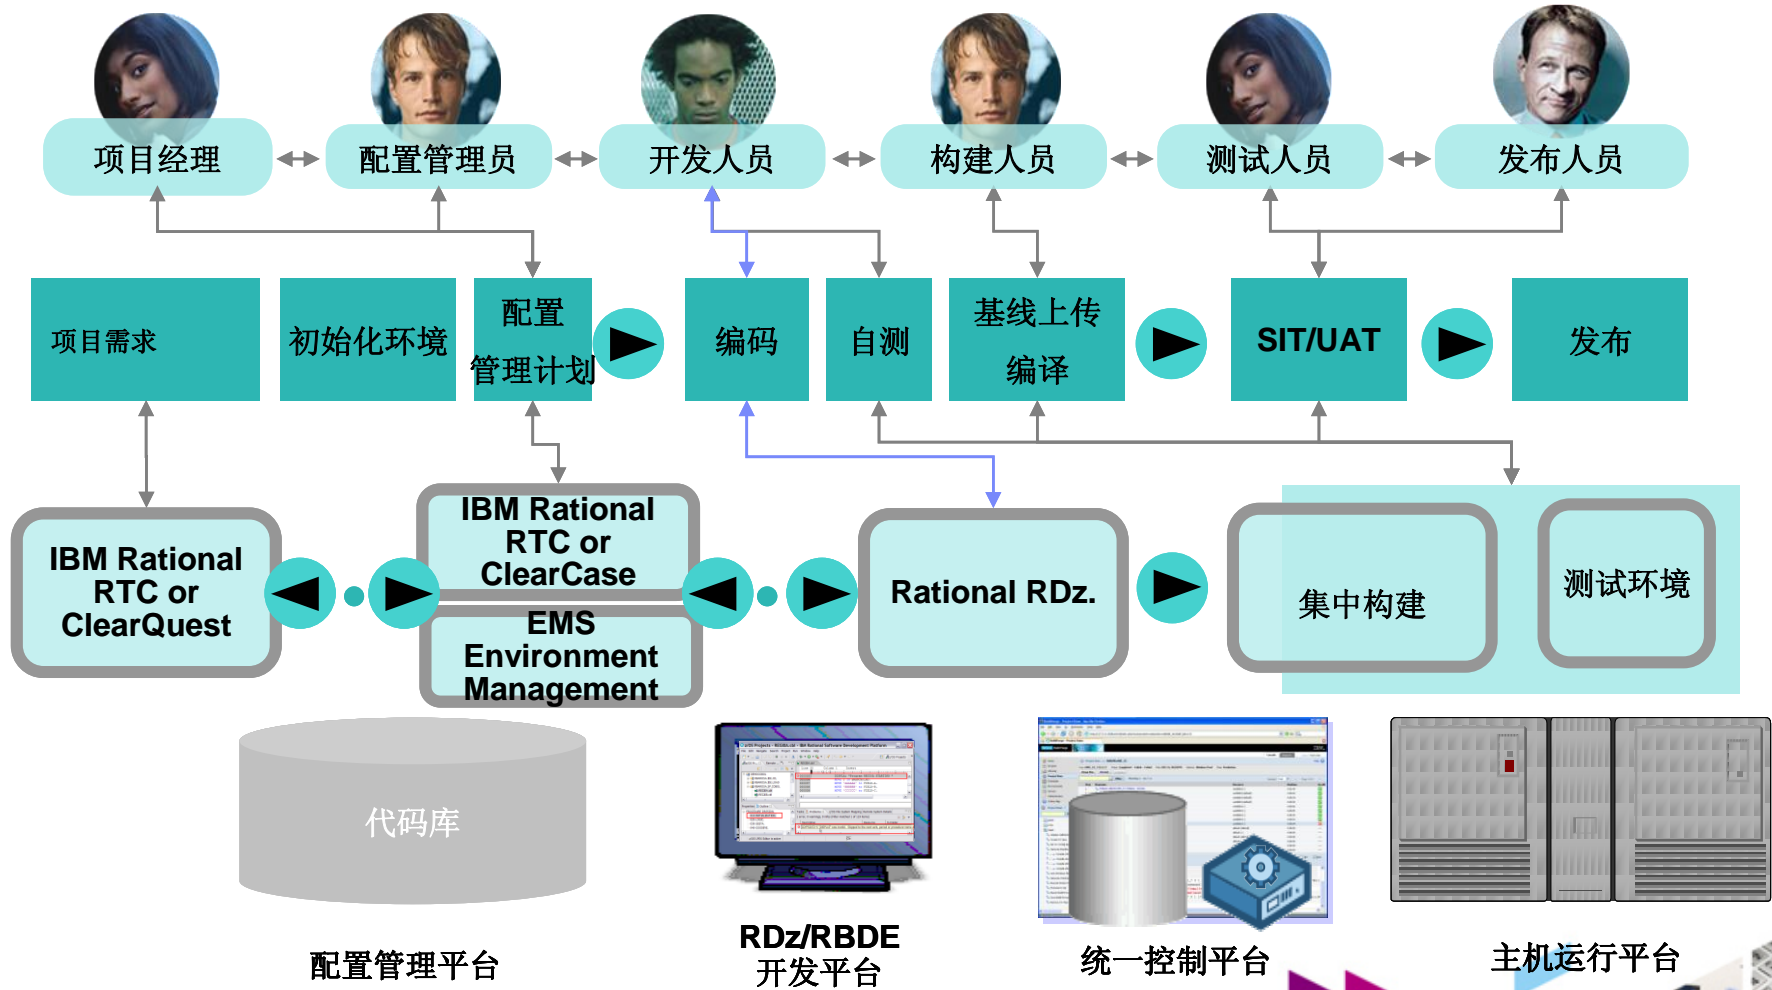 项目经理
配置管理员
开发人员
构建人员
测试人员
发布人员
项目需求
初始化环境
配置
管理计划
编码
自测
基线上传
编译
SIT/UAT
发布
IBM Rational
RTC or
ClearQuest
IBM Rational
RTC or
ClearCase
EMS
Environment
Management
Rational RDz.
集中构建
测试环境
代码库
配置管理平台
RDz/RBDE
开发平台
统一控制平台
主机运行平台